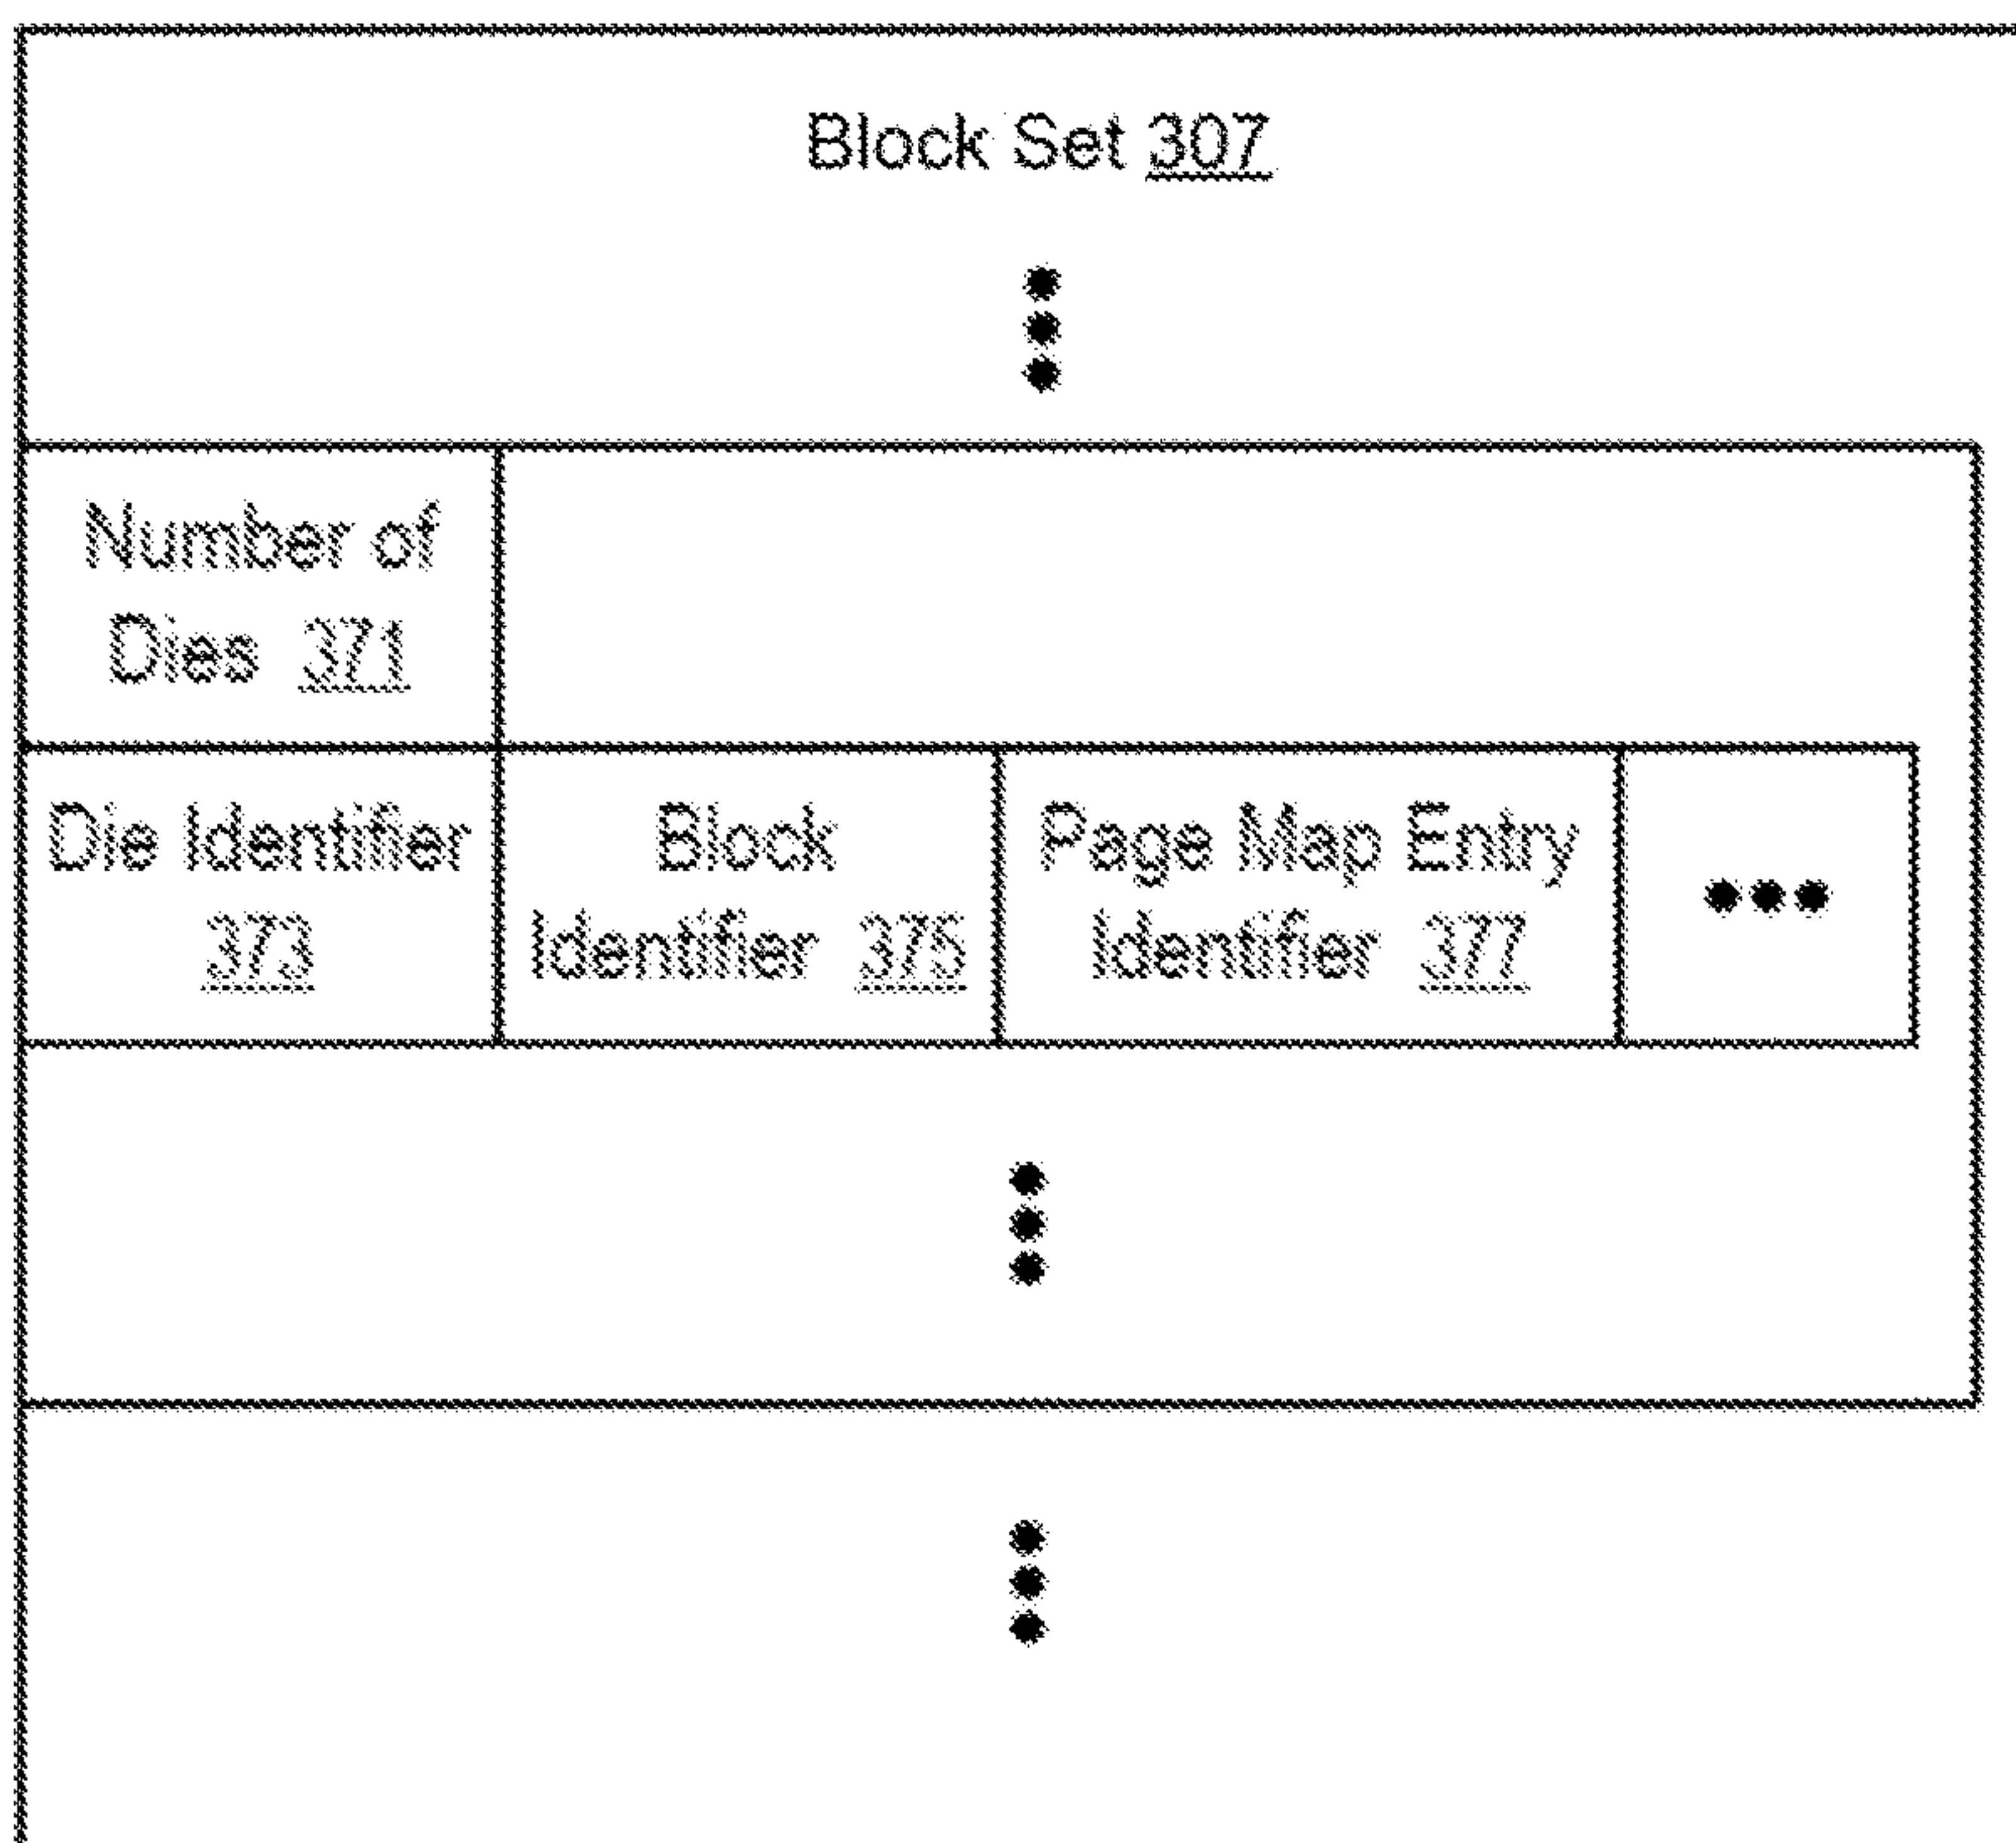 Block Set 307
Number of
Dies 371
Die Identifier
373
Block
Identifier 375
Page Map Entry
Identifier 377